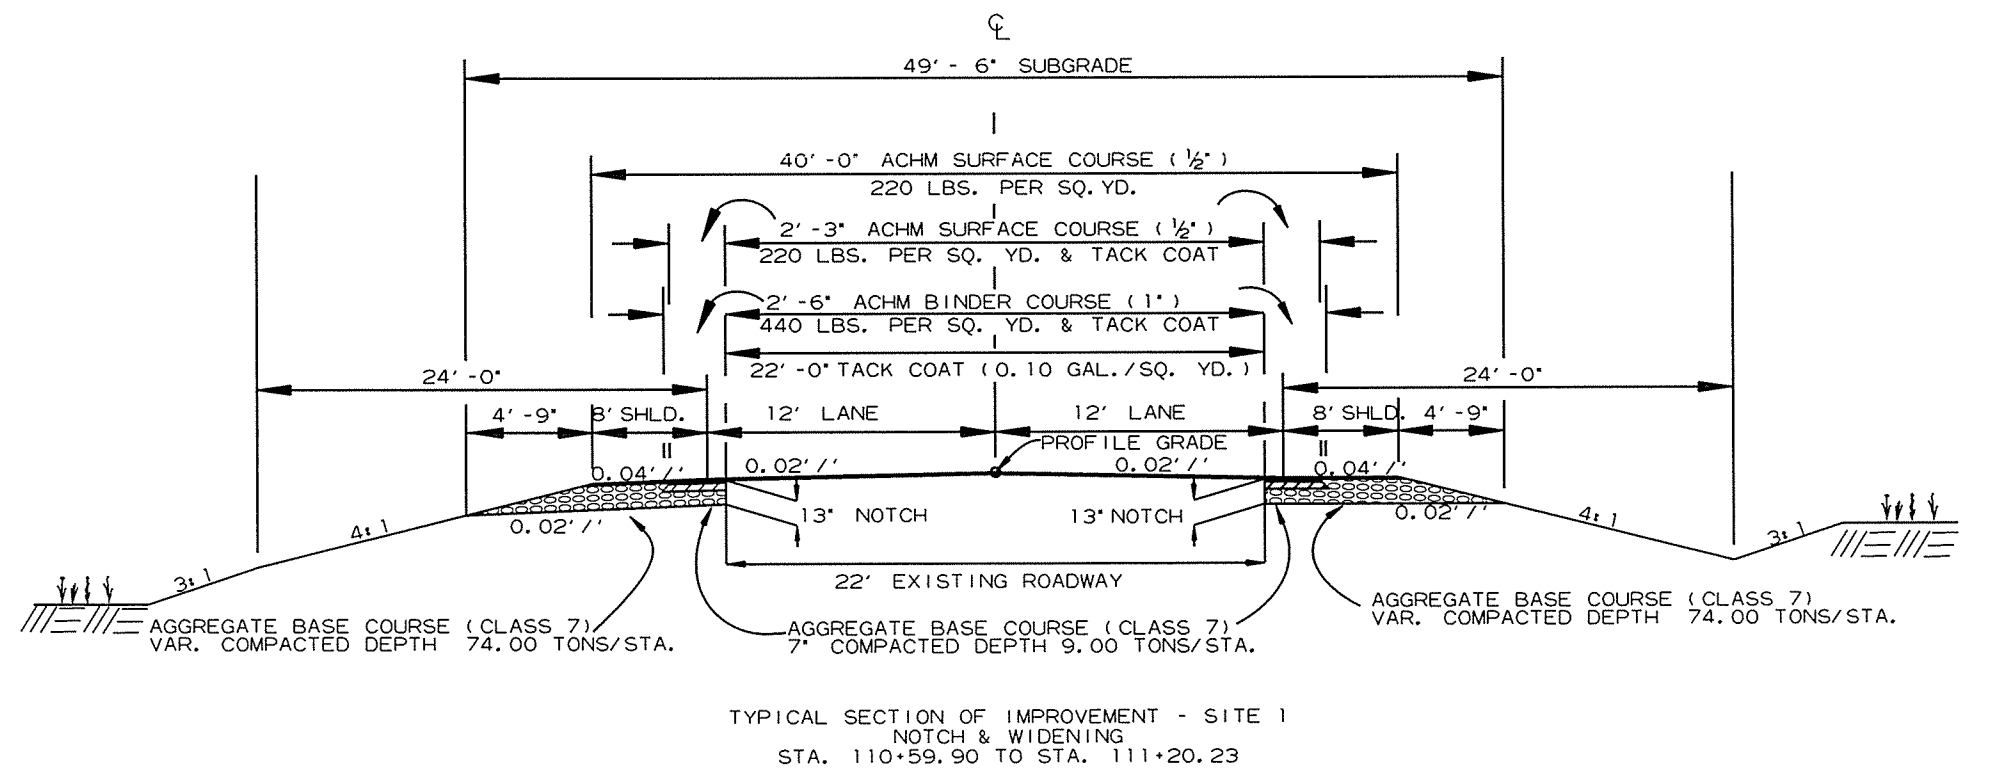 ℄
49' - 6" SUBGRADE
40' -0" ACHM SURFACE COURSE ( 1/2" )
220 LBS. PER SQ. YD.
2' -3" ACHM SURFACE COURSE ( 1/2" )
220 LBS. PER SQ. YD. & TACK COAT
2' -6" ACHM BINDER COURSE ( 1" )
440 LBS. PER SQ. YD. & TACK COAT
22' -0" TACK COAT (0.10 GAL./SQ. YD.)
24' -0"
24' -0"
4' -9"
8' SHLD.
12' LANE
12' LANE
8' SHLD.
4' -9"
PROFILE GRADE
0.04'/'
0.02'/'
0.02'/'
0.04'/'
0.02'/'
13" NOTCH
13" NOTCH
0.02'/'
4:1
4:1
3:1
3:1
22' EXISTING ROADWAY
AGGREGATE BASE COURSE (CLASS 7)
VAR. COMPACTED DEPTH 74.00 TONS/STA.
AGGREGATE BASE COURSE (CLASS 7)
7" COMPACTED DEPTH 9.00 TONS/STA.
AGGREGATE BASE COURSE (CLASS 7)
VAR. COMPACTED DEPTH 74.00 TONS/STA.
TYPICAL SECTION OF IMPROVEMENT - SITE 1
NOTCH & WIDENING
STA. 110+59.90 TO STA. 111+20.23